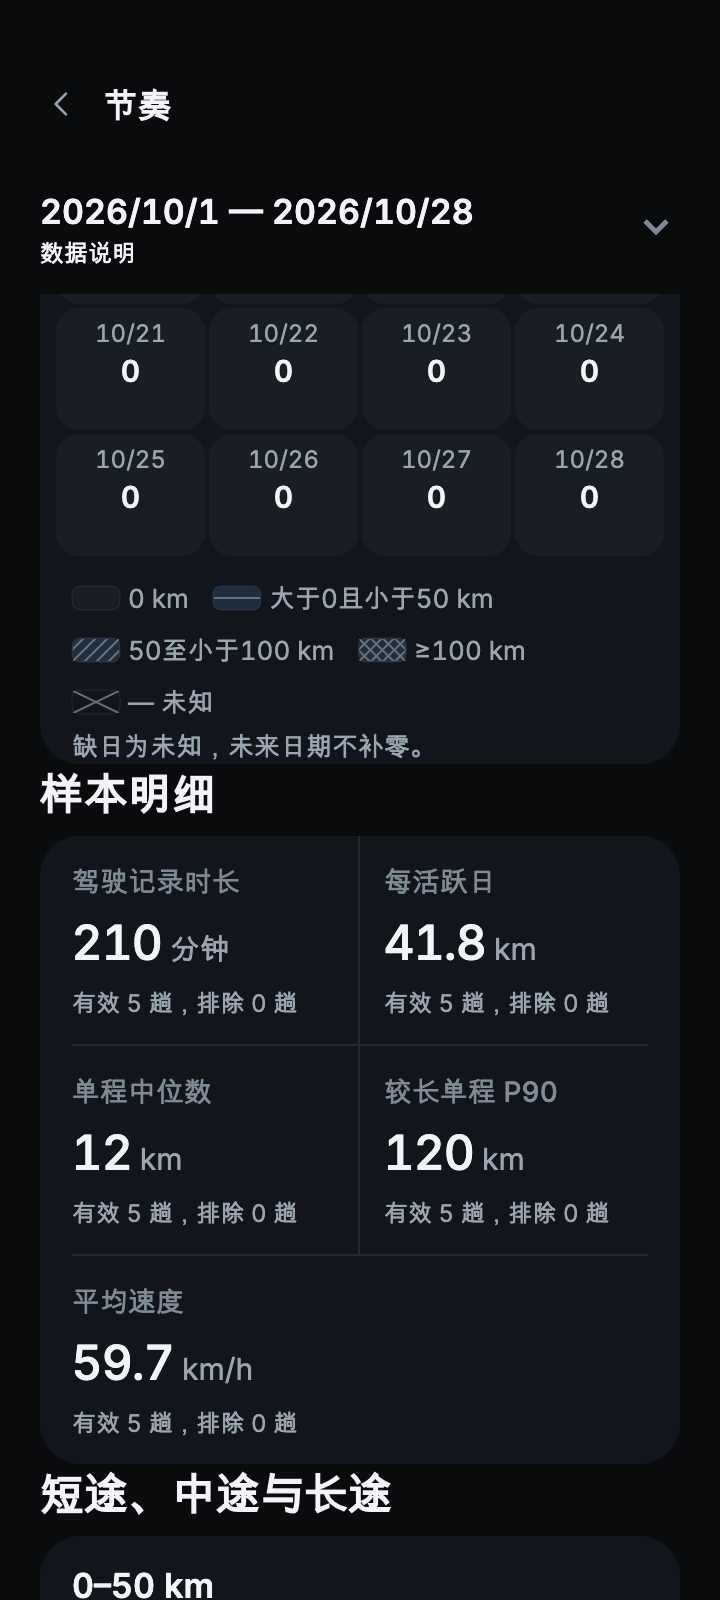 节奏
2026/10/1 — 2026/10/28
数据说明
10/21 10/22 10/23 10/24
0 0 0 0
10/25 10/26 10/27 10/28
0 0 0 0
0 km 大于0且小于50 km
50至小于100 km ≥100 km
— 未知
缺日为未知，未来日期不补零。
样本明细
驾驶记录时长 每活跃日
210 分钟 41.8 km
有效 5 趟，排除 0 趟 有效 5 趟，排除 0 趟
单程中位数 较长单程 P90
12 km 120 km
有效 5 趟，排除 0 趟 有效 5 趟，排除 0 趟
平均速度
59.7 km/h
有效 5 趟，排除 0 趟
短途、中途与长途
0–50 km